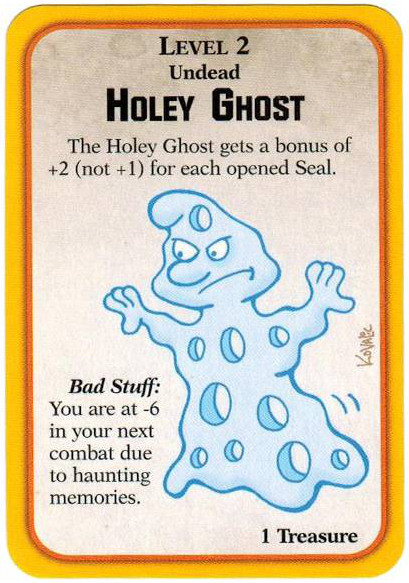 LEVEL 2
Undead
HOLEY GHOST
The Holey Ghost gets a bonus of
+2 (not +1) for each opened Seal.
KOVALIC
Bad Stuff:
You are at -6
in your next
combat due
to haunting
memories.
1 Treasure